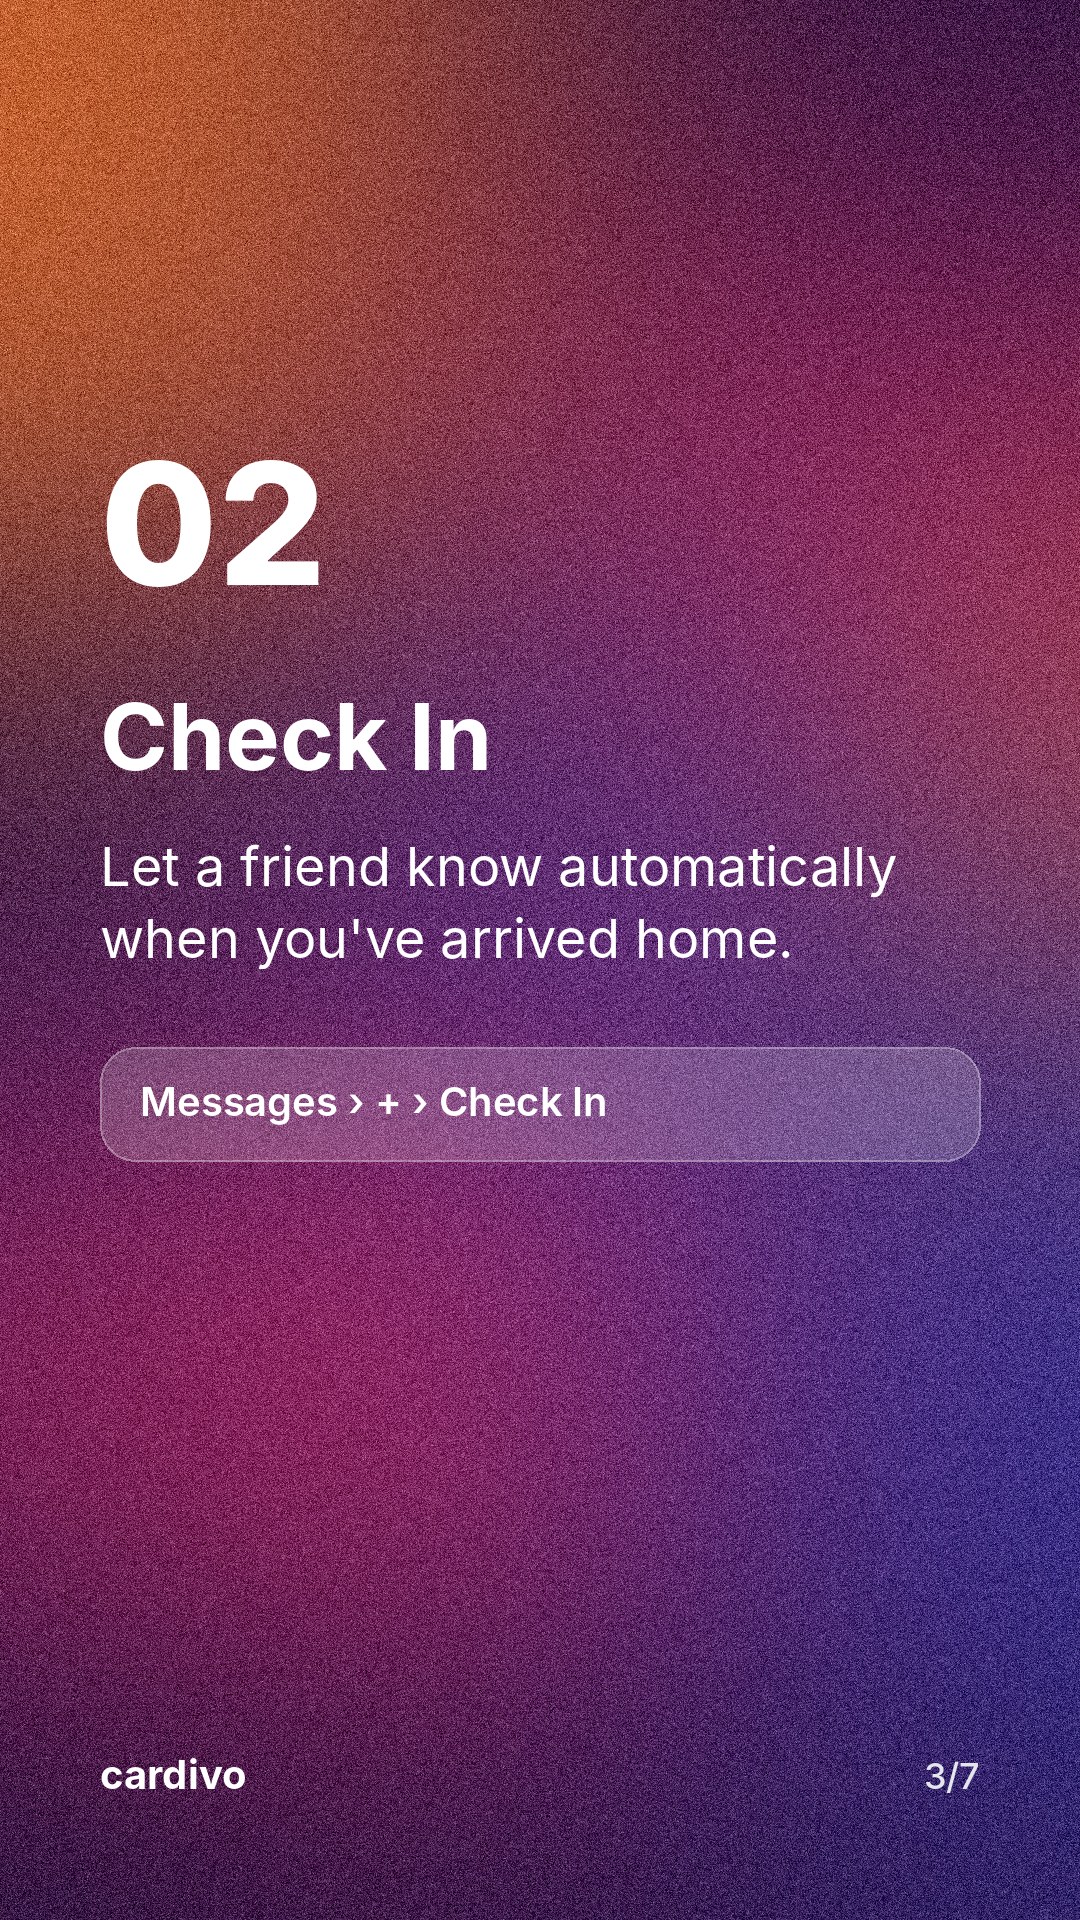 02
Check In
Let a friend know automatically
when you've arrived home.
Messages › + › Check In
cardivo
3/7